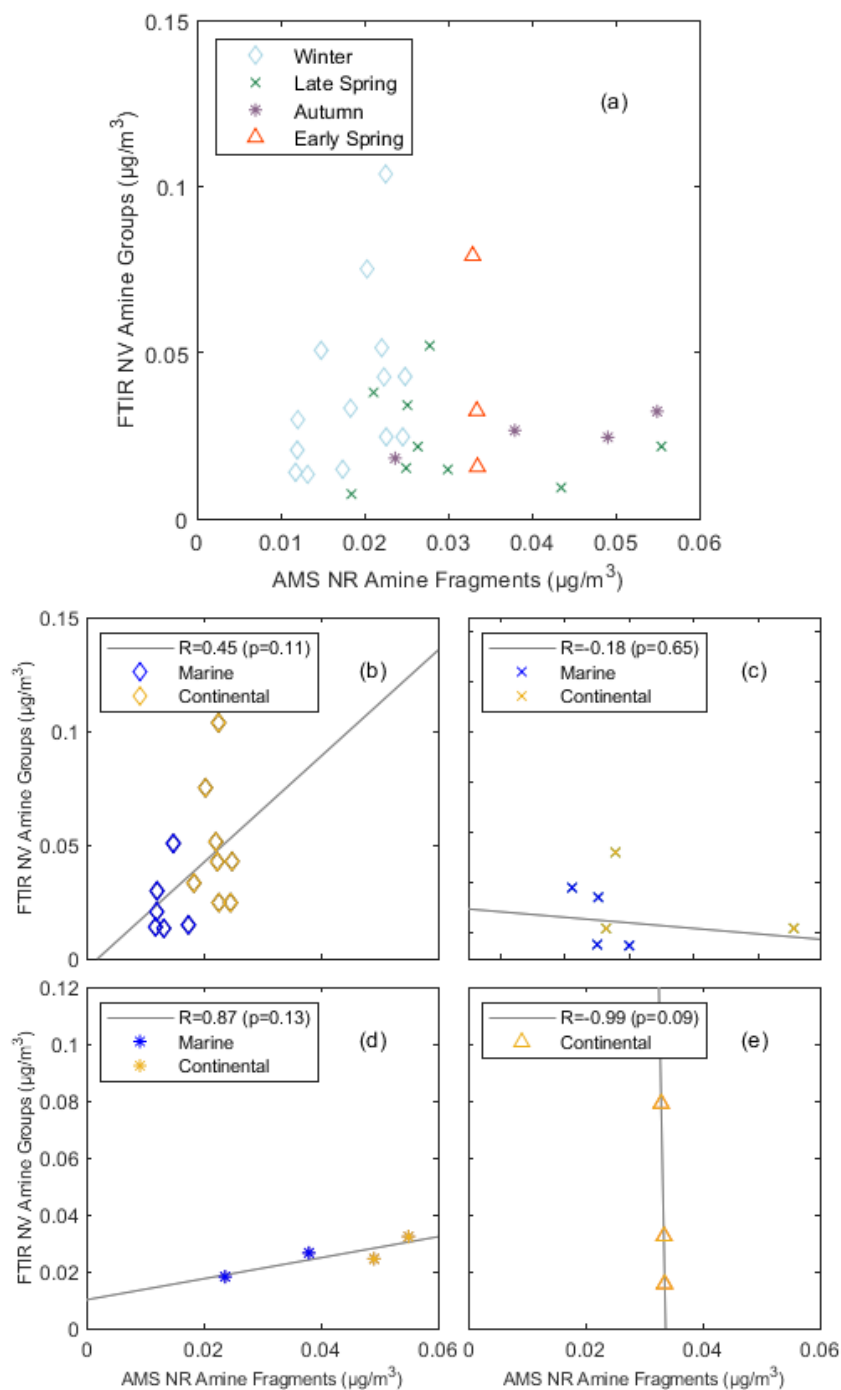 0.15
Winter
Late Spring
Autumn
Early Spring
(a)
0.1
0.05
0
FTIR NV Amine Groups (µg/m³)
0 0.01 0.02 0.03 0.04 0.05 0.06
AMS NR Amine Fragments (µg/m³)
0.15
R=0.45 (p=0.11)
Marine
Continental
(b)
0.1
0.05
0
FTIR NV Amine Groups (µg/m³)
R=-0.18 (p=0.65)
Marine
Continental
(c)
0.12
R=0.87 (p=0.13)
Marine
Continental
(d)
0.1
0.08
0.06
0.04
0.02
0
FTIR NV Amine Groups (µg/m³)
0 0.02 0.04 0.06
AMS NR Amine Fragments (µg/m³)
R=-0.99 (p=0.09)
Continental
(e)
0.02 0.04 0.06
AMS NR Amine Fragments (µg/m³)